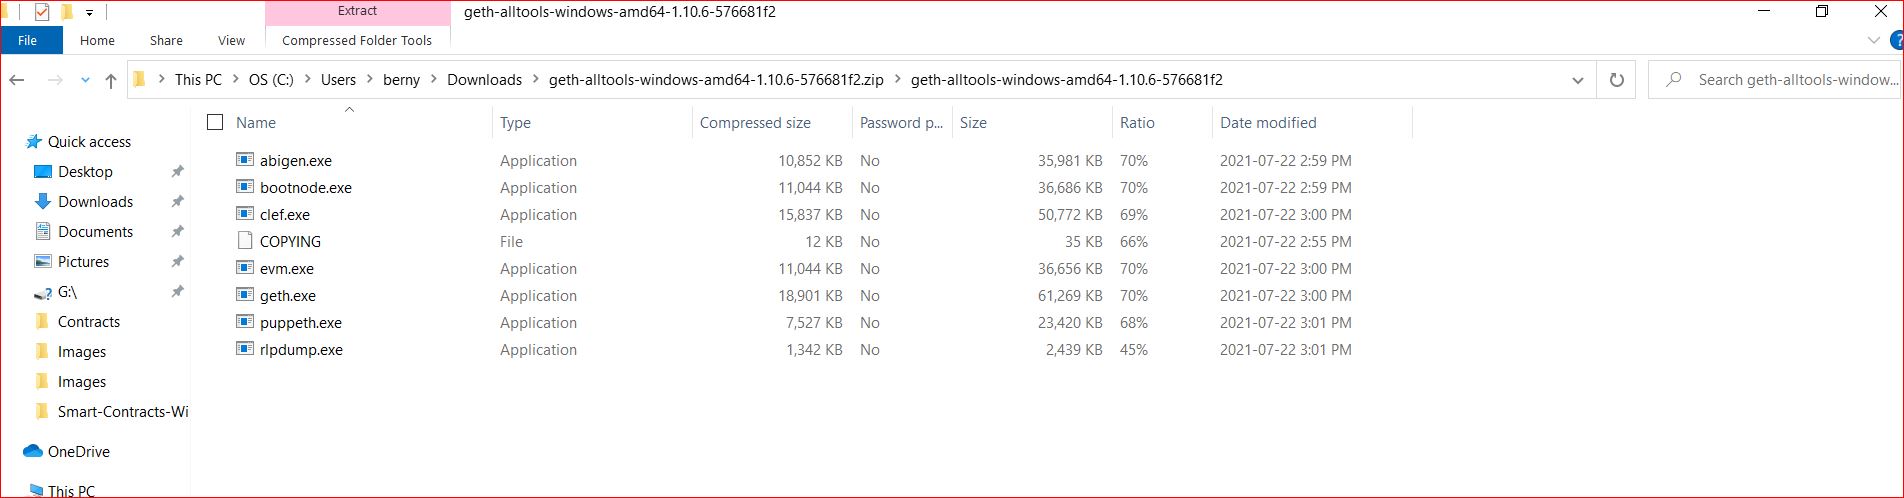 Extract geth-alltools-windows-amd64-1.10.6-576681f2
File Home Share View Compressed Folder Tools ?
This PC OS (C:) Users berny Downloads geth-alltools-windows-amd64-1.10.6-576681f2.zip geth-alltools-windows-amd64-1.10.6-576681f2 Search geth-alltools-window...
Quick access
Desktop
Downloads
Documents
Pictures
G:\
Contracts
Images
Images
Smart-Contracts-Wi
OneDrive
This PC
Name Type Compressed size Password p... Size Ratio Date modified
abigen.exe Application 10,852 KB No 35,981 KB 70% 2021-07-22 2:59 PM
bootnode.exe Application 11,044 KB No 36,686 KB 70% 2021-07-22 2:59 PM
clef.exe Application 15,837 KB No 50,772 KB 69% 2021-07-22 3:00 PM
COPYING File 12 KB No 35 KB 66% 2021-07-22 2:55 PM
evm.exe Application 11,044 KB No 36,656 KB 70% 2021-07-22 3:00 PM
geth.exe Application 18,901 KB No 61,269 KB 70% 2021-07-22 3:00 PM
puppeth.exe Application 7,527 KB No 23,420 KB 68% 2021-07-22 3:01 PM
rlpdump.exe Application 1,342 KB No 2,439 KB 45% 2021-07-22 3:01 PM